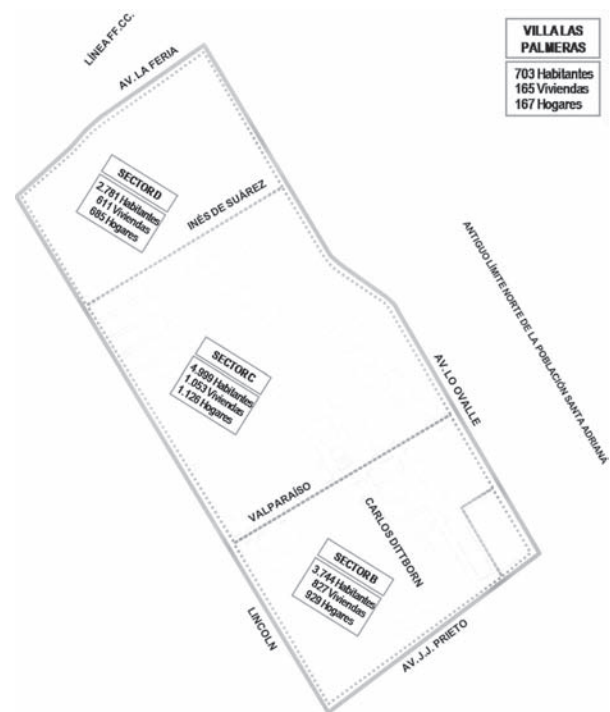 LÍNEA FF.CC.
AV. LA FERIA
VILLA LAS
PALMERAS
703 Habitantes
165 Viviendas
167 Hogares
SECTOR D
2.781 Habitantes
611 Viviendas
685 Hogares
INÉS DE SUÁREZ
ANTIGUO LÍMITE NORTE DE LA POBLACIÓN SANTA ADRIANA
SECTOR C
4.999 Habitantes
1.053 Viviendas
1.126 Hogares
AV. LO OVALLE
VALPARAÍSO
CARLOS DITTBORN
SECTOR B
3.744 Habitantes
827 Viviendas
929 Hogares
LINCOLN
AV. J.J. PRIETO